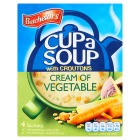 Batchelors
CUP a
SOUP
with CROUTONS
CREAM OF
VEGETABLE
4